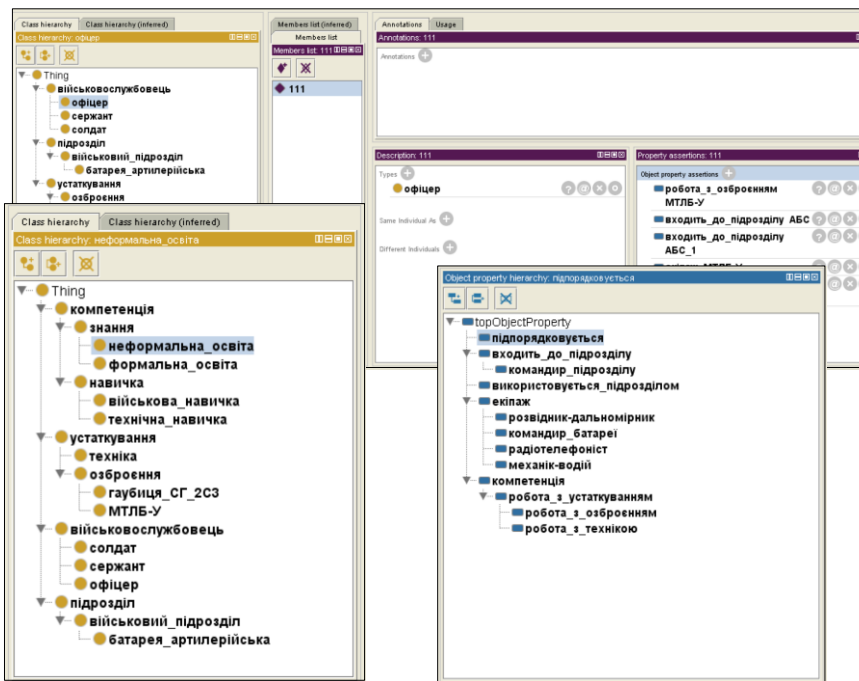 Class hierarchy
Class hierarchy (inferred)
Class hierarchy: офіцер
Thing
військовослужбовець
офіцер
сержант
солдат
підрозділ
військовий_підрозділ
батарея_артилерійська
устаткування
озброєння
Members list (inferred)
Members list
Members list: 111
111
Annotations
Usage
Annotations: 111
Annotations
Description: 111
Types
офіцер
Same Individual As
Different Individuals
Property assertions: 111
Object property assertions
робота_з_озброєнням
МТЛБ-У
входить_до_підрозділу АБС
входить_до_підрозділу
АБС_1
Class hierarchy
Class hierarchy (inferred)
Class hierarchy: неформальна_освіта
Thing
компетенція
знання
неформальна_освіта
формальна_освіта
навичка
військова_навичка
технічна_навичка
устаткування
техніка
озброєння
гаубиця_СГ_2С3
МТЛБ-У
військовослужбовець
солдат
сержант
офіцер
підрозділ
військовий_підрозділ
батарея_артилерійська
Object property hierarchy: підпорядковується
topObjectProperty
підпорядковується
входить_до_підрозділу
командир_підрозділу
використовується_підрозділом
екіпаж
розвідник-дальномірник
командир_батареї
радіотелефоніст
механік-водій
компетенція
робота_з_устаткуванням
робота_з_озброєнням
робота_з_технікою